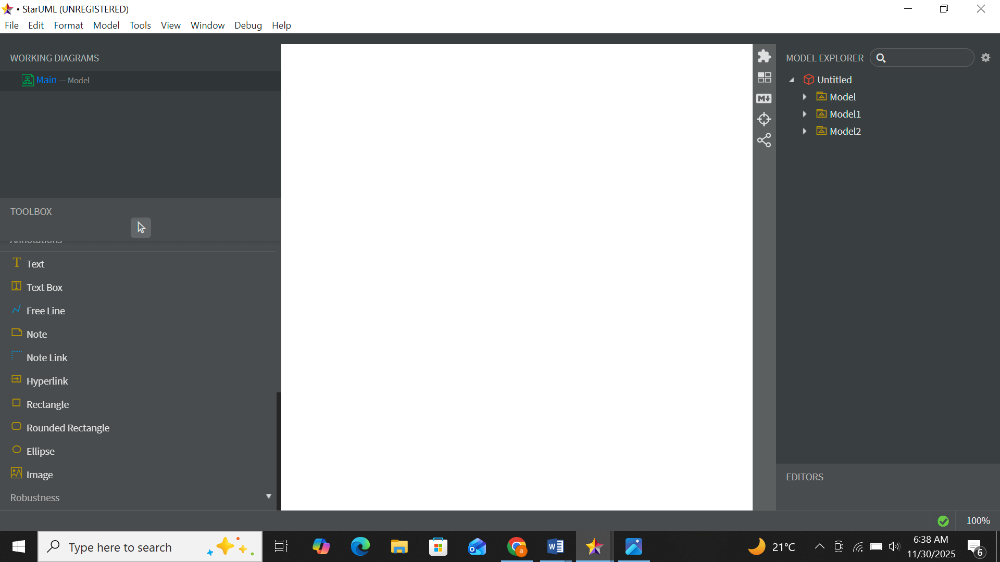 • StarUML (UNREGISTERED)
File Edit Format Model Tools View Window Debug Help
WORKING DIAGRAMS
Main — Model
TOOLBOX
Annotations
Text
Text Box
Free Line
Note
Note Link
Hyperlink
Rectangle
Rounded Rectangle
Ellipse
Image
Robustness
MODEL EXPLORER
Untitled
Model
Model1
Model2
EDITORS
100%
Type here to search
21°C
6:38 AM
11/30/2025
6